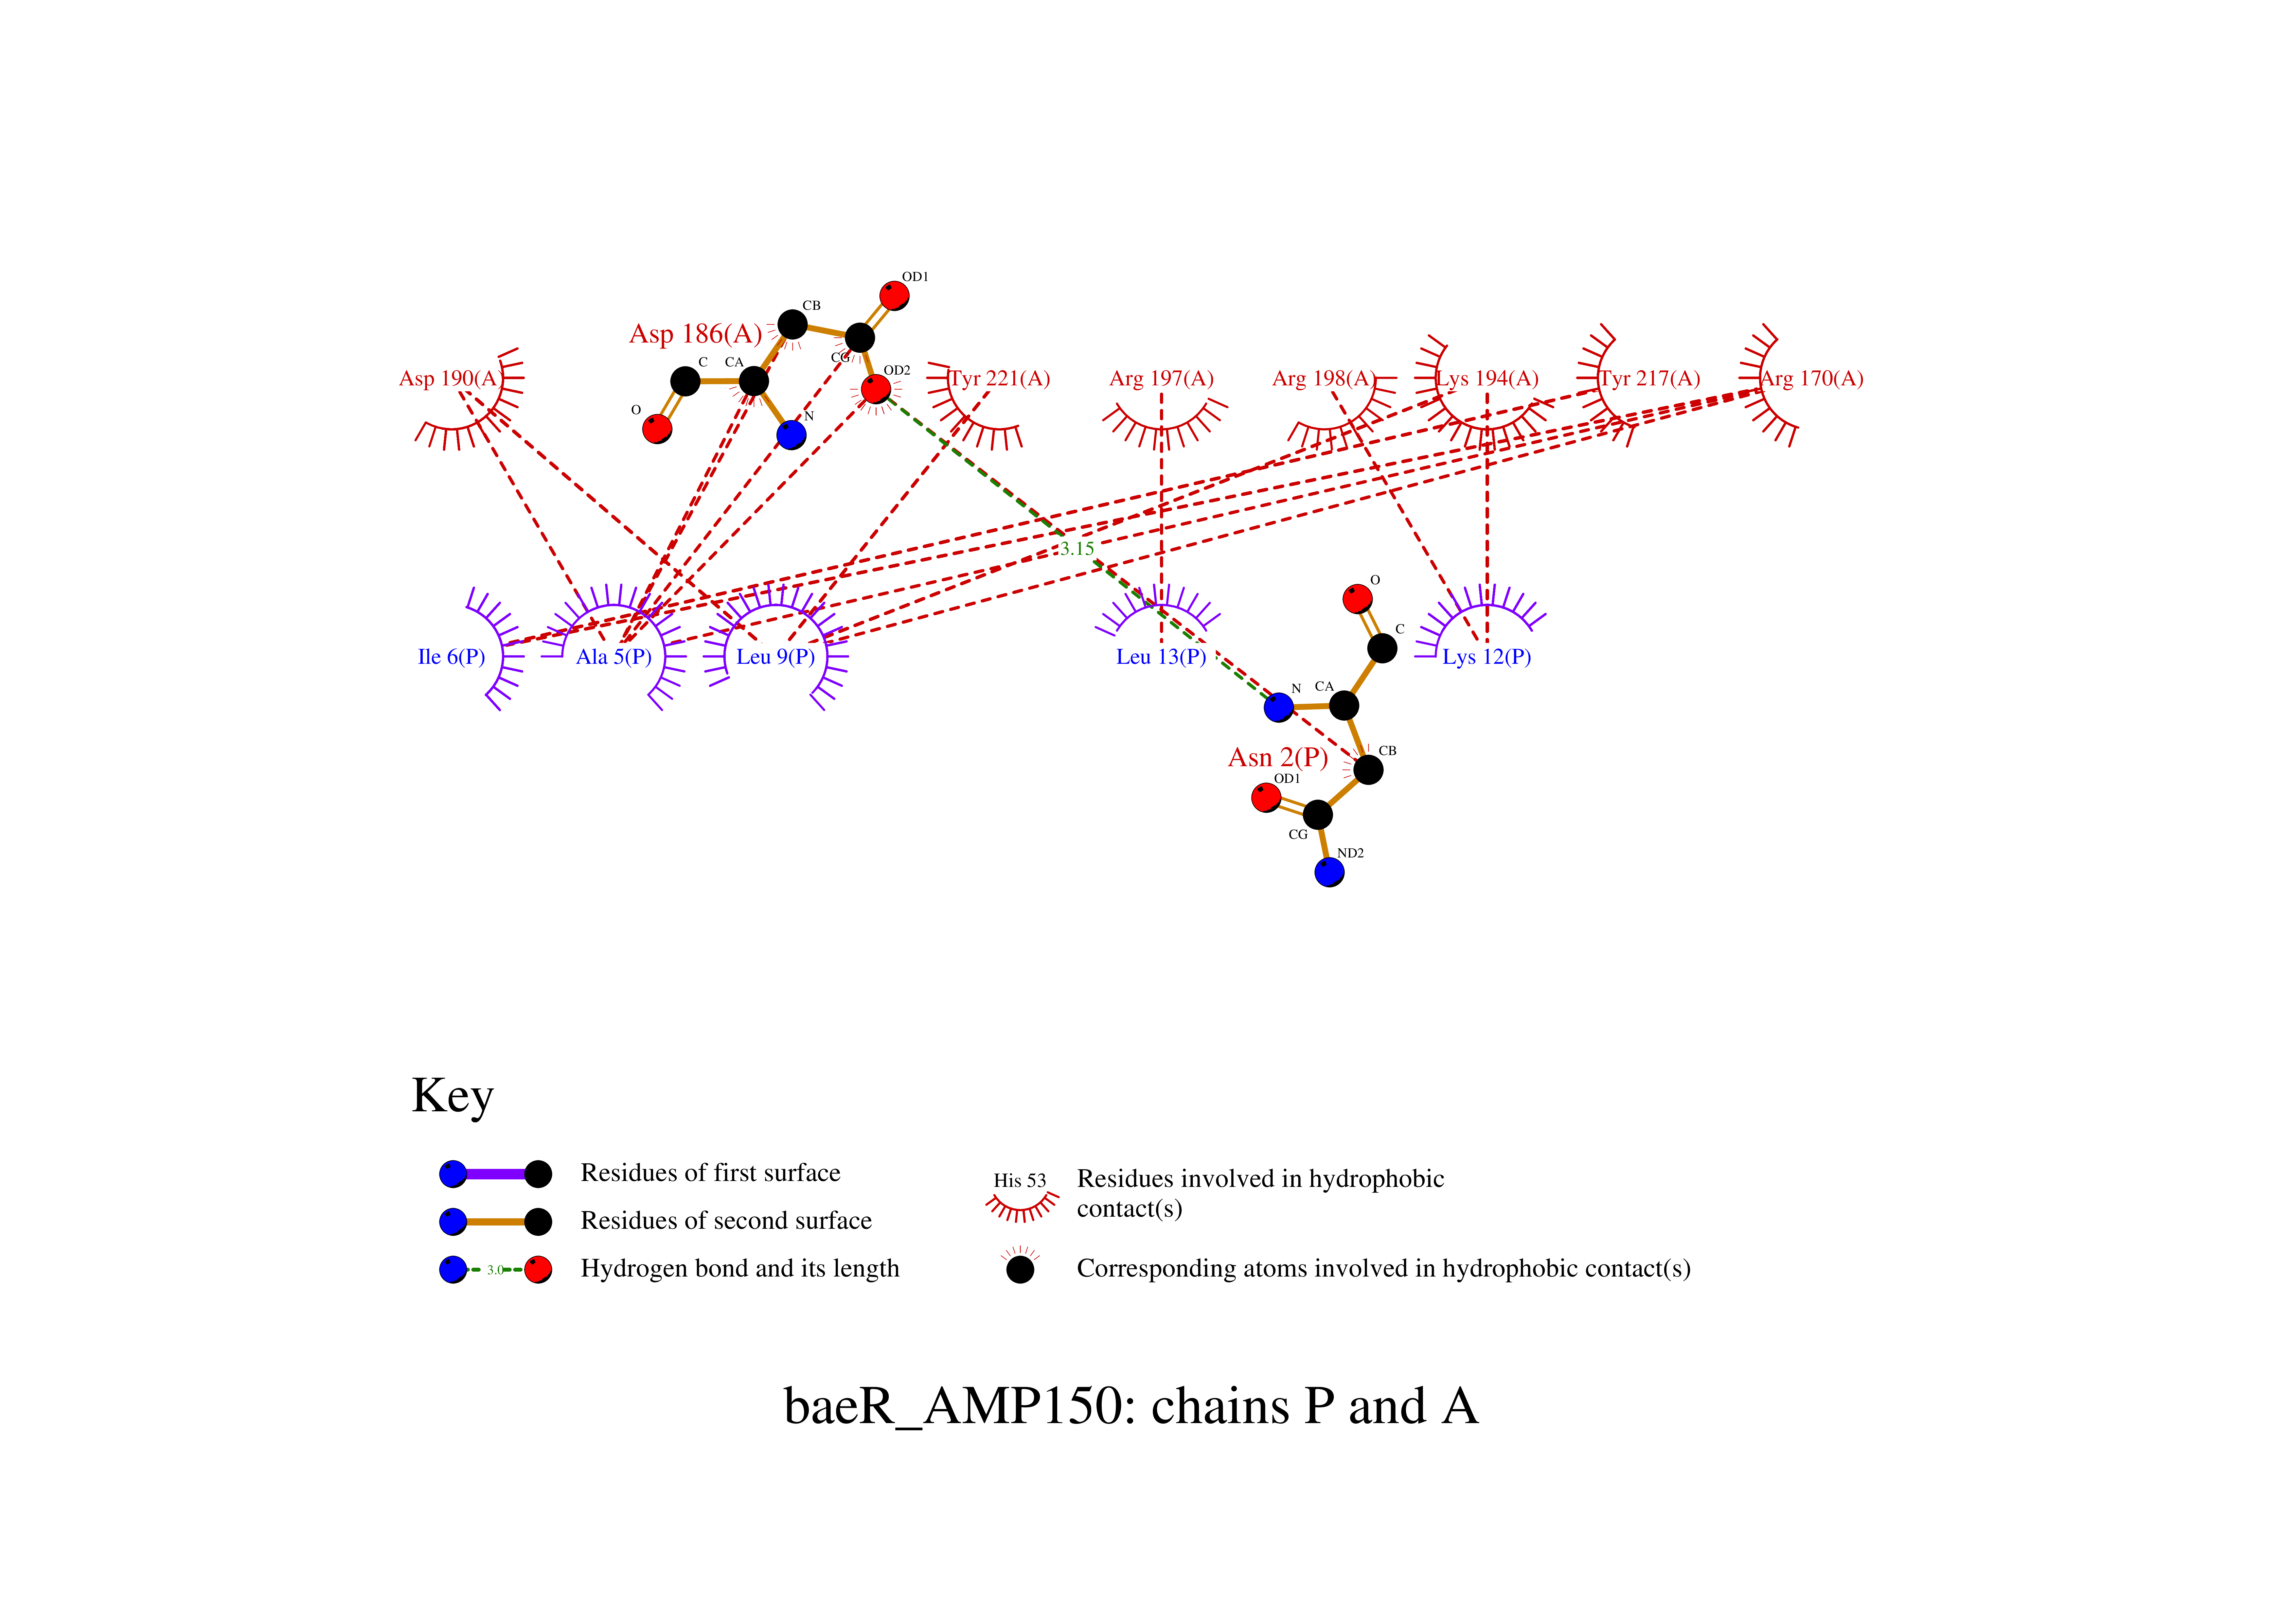 OD1
CB
Asp 186(A)
CG
C
CA
OD2
Asp 190(A)
Tyr 221(A)
Arg 197(A)
Arg 198(A)
Lys 194(A)
Tyr 217(A)
Arg 170(A)
O
N
3.15
O
C
Ile 6(P)
Ala 5(P)
Leu 9(P)
Leu 13(P)
Lys 12(P)
N
CA
CB
Asn 2(P)
OD1
CG
ND2
Key
Residues of first surface
Residues of second surface
3.0
Hydrogen bond and its length
His 53
Residues involved in hydrophobic
contact(s)
Corresponding atoms involved in hydrophobic contact(s)
baeR_AMP150: chains P and A